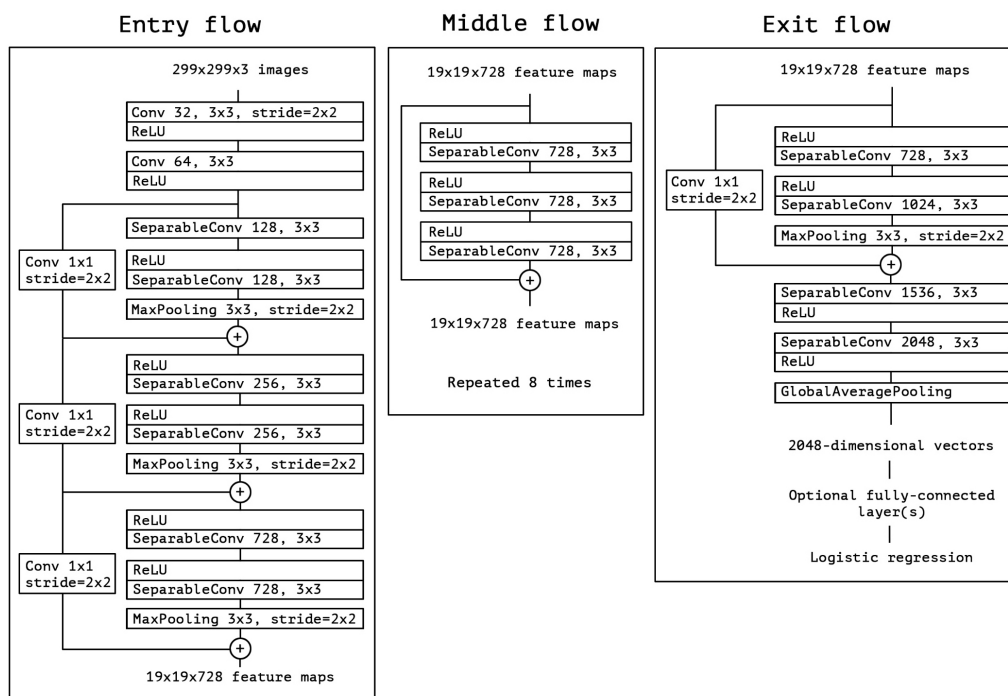 Entry flow
299x299x3 images
Conv 32, 3x3, stride=2x2
ReLU
Conv 64, 3x3
ReLU
SeparableConv 128, 3x3
Conv 1x1
stride=2x2
ReLU
SeparableConv 128, 3x3
MaxPooling 3x3, stride=2x2
+
ReLU
SeparableConv 256, 3x3
Conv 1x1
stride=2x2
ReLU
SeparableConv 256, 3x3
MaxPooling 3x3, stride=2x2
+
ReLU
SeparableConv 728, 3x3
Conv 1x1
stride=2x2
ReLU
SeparableConv 728, 3x3
MaxPooling 3x3, stride=2x2
+
19x19x728 feature maps
Middle flow
19x19x728 feature maps
ReLU
SeparableConv 728, 3x3
ReLU
SeparableConv 728, 3x3
ReLU
SeparableConv 728, 3x3
+
19x19x728 feature maps
Repeated 8 times
Exit flow
19x19x728 feature maps
ReLU
SeparableConv 728, 3x3
Conv 1x1
stride=2x2
ReLU
SeparableConv 1024, 3x3
MaxPooling 3x3, stride=2x2
+
SeparableConv 1536, 3x3
ReLU
SeparableConv 2048, 3x3
ReLU
GlobalAveragePooling
2048-dimensional vectors
Optional fully-connected
layer(s)
Logistic regression